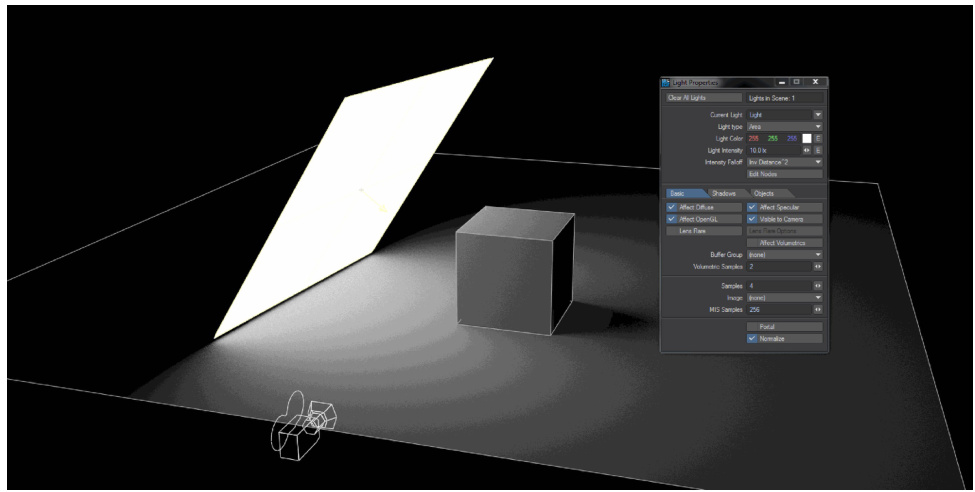 Light Properties
Clear All Lights Lights in Scene: 1
Current Light Light
Light type Area
Light Color 255 255 255 E
Light Intensity 10.0 lx E
Intensity Falloff Inv Distance^2
Edit Nodes
Basic Shadows Objects
Affect Diffuse Affect Specular
Affect OpenGL Visible to Camera
Lens Flare Lens Flare Options
Affect Volumetrics
Buffer Group (none)
Volumetric Samples 2
Samples 4
Image (none)
MIS Samples 256
Portal
Normalize